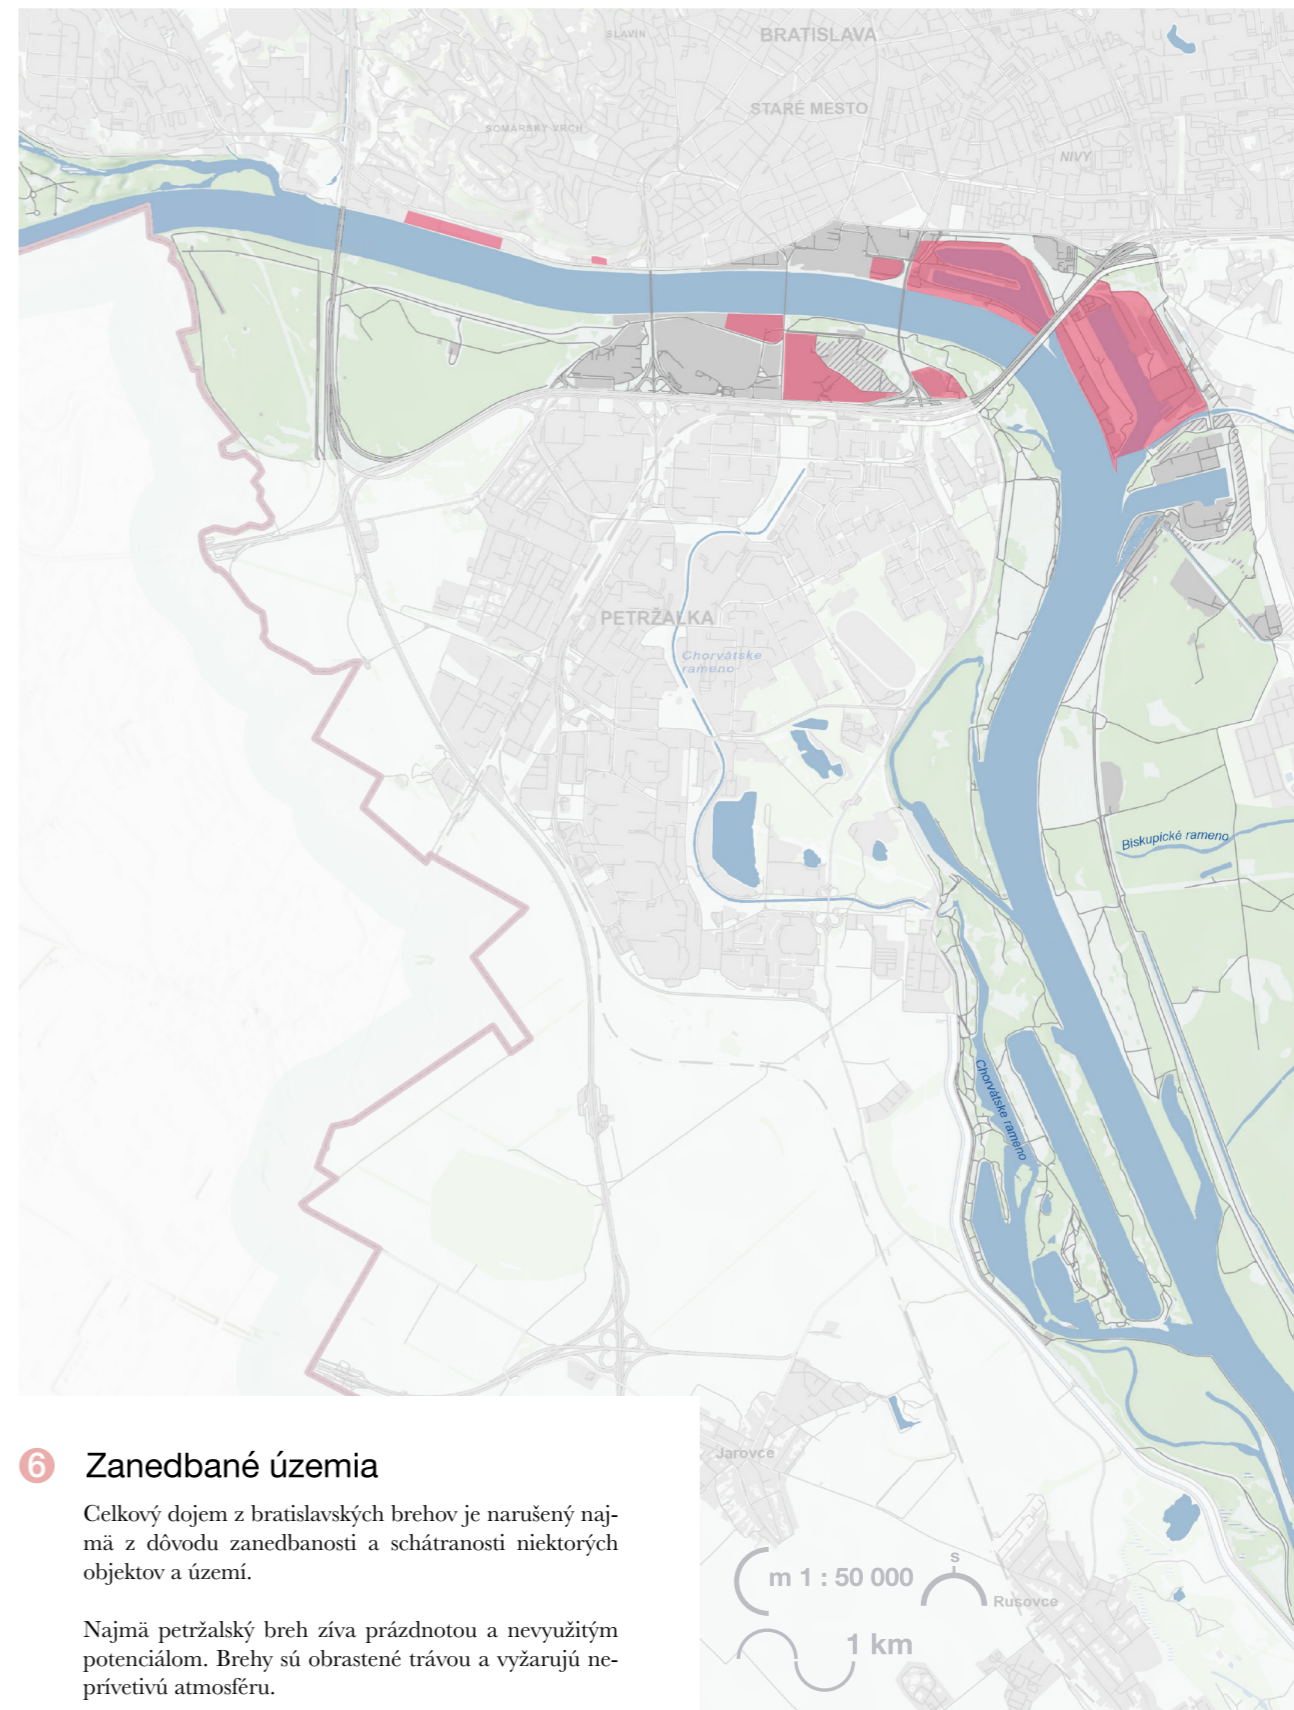 SLAVÍN
BRATISLAVA
STARÉ MESTO
SOMÁRSKY VRCH
NIVY
PETRŽALKA
Chorvátske
rameno
Biskupické rameno
Chorvátske rameno
Jarovce
6 Zanedbané územia
Celkový dojem z bratislavských brehov je narušený naj-
mä z dôvodu zanedbanosti a schátranosti niektorých
objektov a území.
Najmä petržalský breh zíva prázdnotou a nevyužitým
potenciálom. Brehy sú obrastené trávou a vyžarujú ne-
prívetivú atmosféru.
m 1 : 50 000
s
Rusovce
1 km